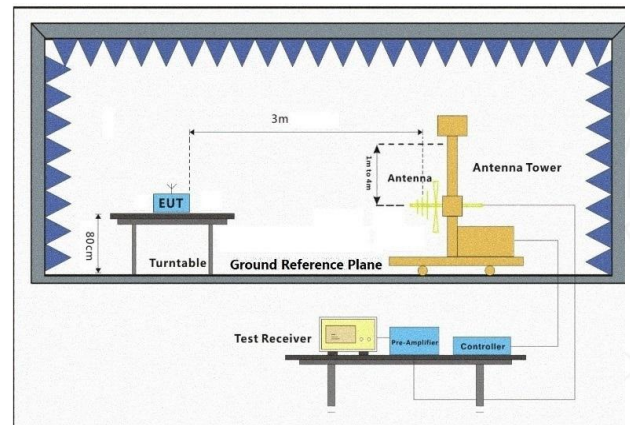 3m
1m to 4m
Antenna
Antenna Tower
EUT
80cm
Turntable
Ground Reference Plane
Test Receiver
Pre-Amplifier
Controller